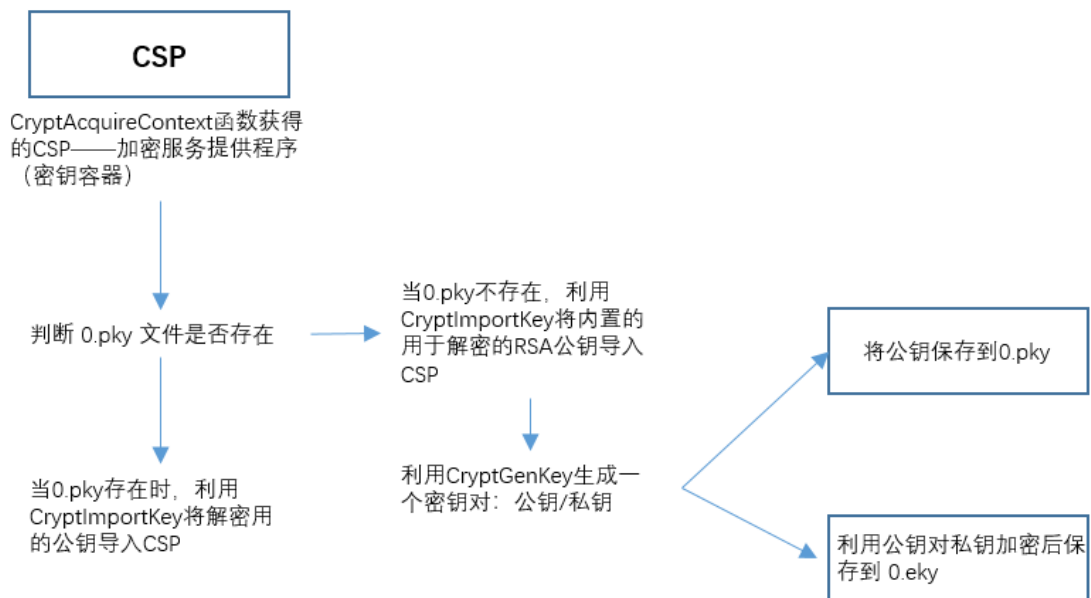 CSP
CryptAcquireContext函数获得
的CSP——加密服务提供程序
（密钥容器）
判断 0.pky 文件是否存在
当0.pky不存在，利用
CryptImportKey将内置的
用于解密的RSA公钥导入
CSP
将公钥保存到0.pky
当0.pky存在时，利用
CryptImportKey将解密用
的公钥导入CSP
利用CryptGenKey生成一
个密钥对：公钥/私钥
利用公钥对私钥加密后保
存到 0.eky